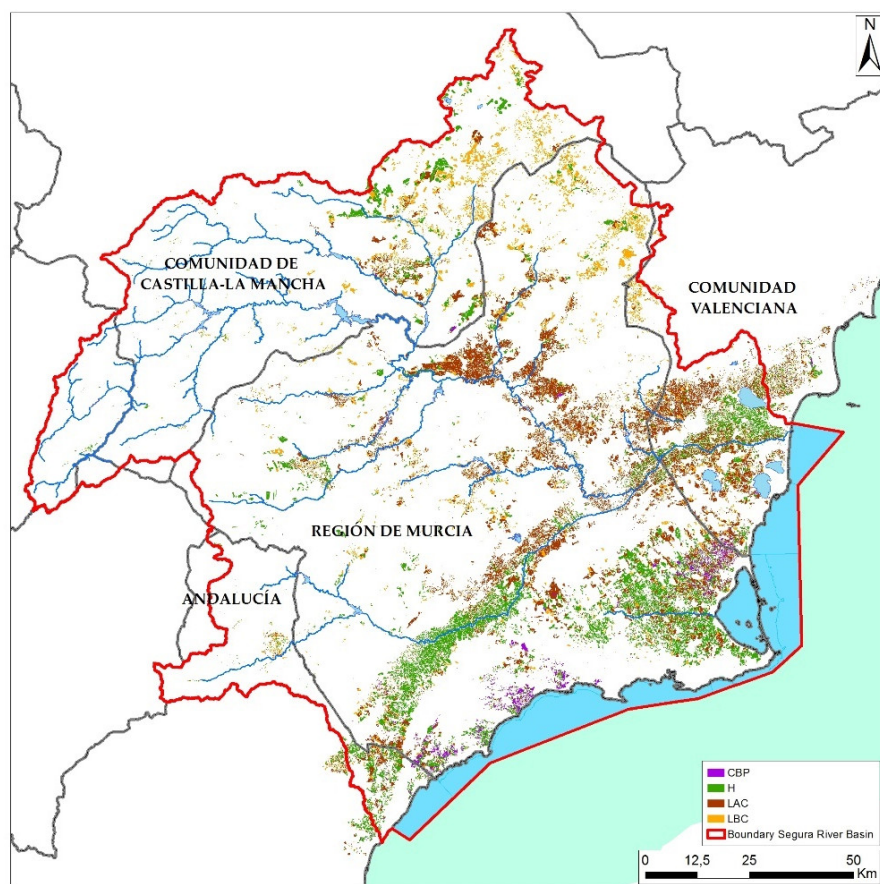 N
COMUNIDAD DE
CASTILLA-LA MANCHA
COMUNIDAD
VALENCIANA
REGIÓN DE MURCIA
ANDALUCÍA
CBP
H
LAC
LBC
Boundary Segura River Basin
0 12,5 25 50
Km